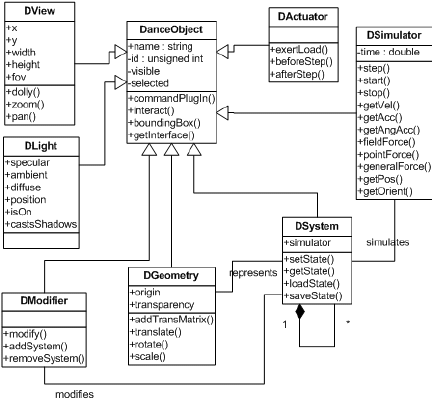 DView
+x
+y
+width
+height
+fov
+dolly()
+zoom()
+pan()
DanceObject
+name : string
-id : unsigned int
-visible
-selected
+commandPlugIn()
+interact()
+boundingBox()
+getInterface()
DActuator
+exertLoad()
+beforeStep()
+afterStep()
DSimulator
-time : double
+step()
+start()
+stop()
+getVel()
+getAcc()
+getAngAcc()
+fieldForce()
+pointForce()
+generalForce()
+getPos()
+getOrient()
DLight
+specular
+ambient
+diffuse
+position
+isOn
+castsShadows
DSystem
+simulator
+setState()
+getState()
+loadState()
+saveState()
simulates
represents
DGeometry
+origin
+transparency
+addTransMatrix()
+translate()
+rotate()
+scale()
DModifier
+modify()
+addSystem()
+removeSystem()
1
*
modifies